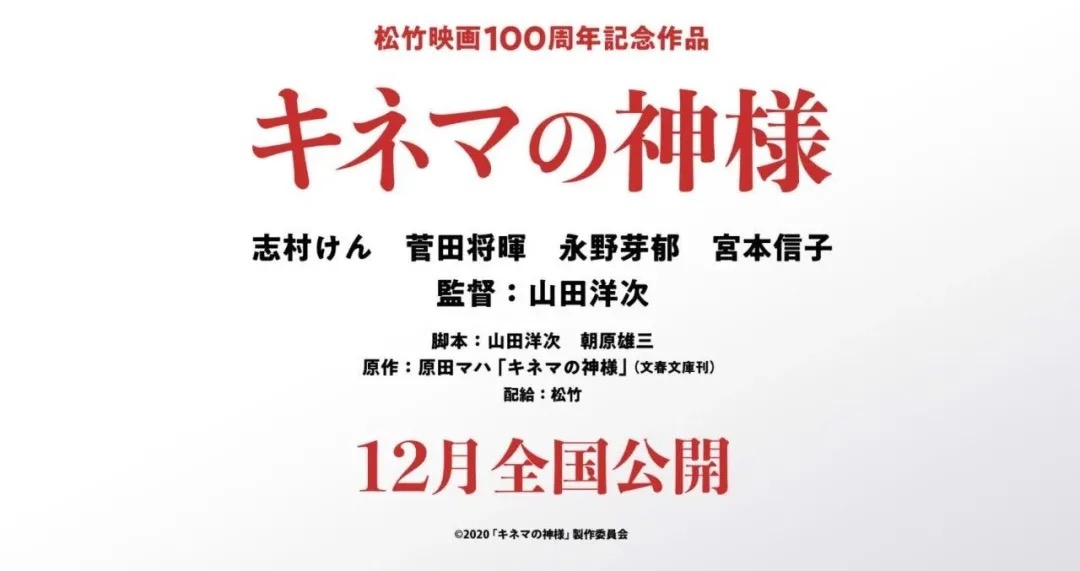 松竹映画100周年記念作品
キネマの神様
志村けん　菅田将暉　永野芽郁　宮本信子
監督：山田洋次
脚本：山田洋次　朝原雄三
原作：原田マハ「キネマの神様」（文春文庫刊）
配給：松竹
12月全国公開
©2020「キネマの神様」製作委員会